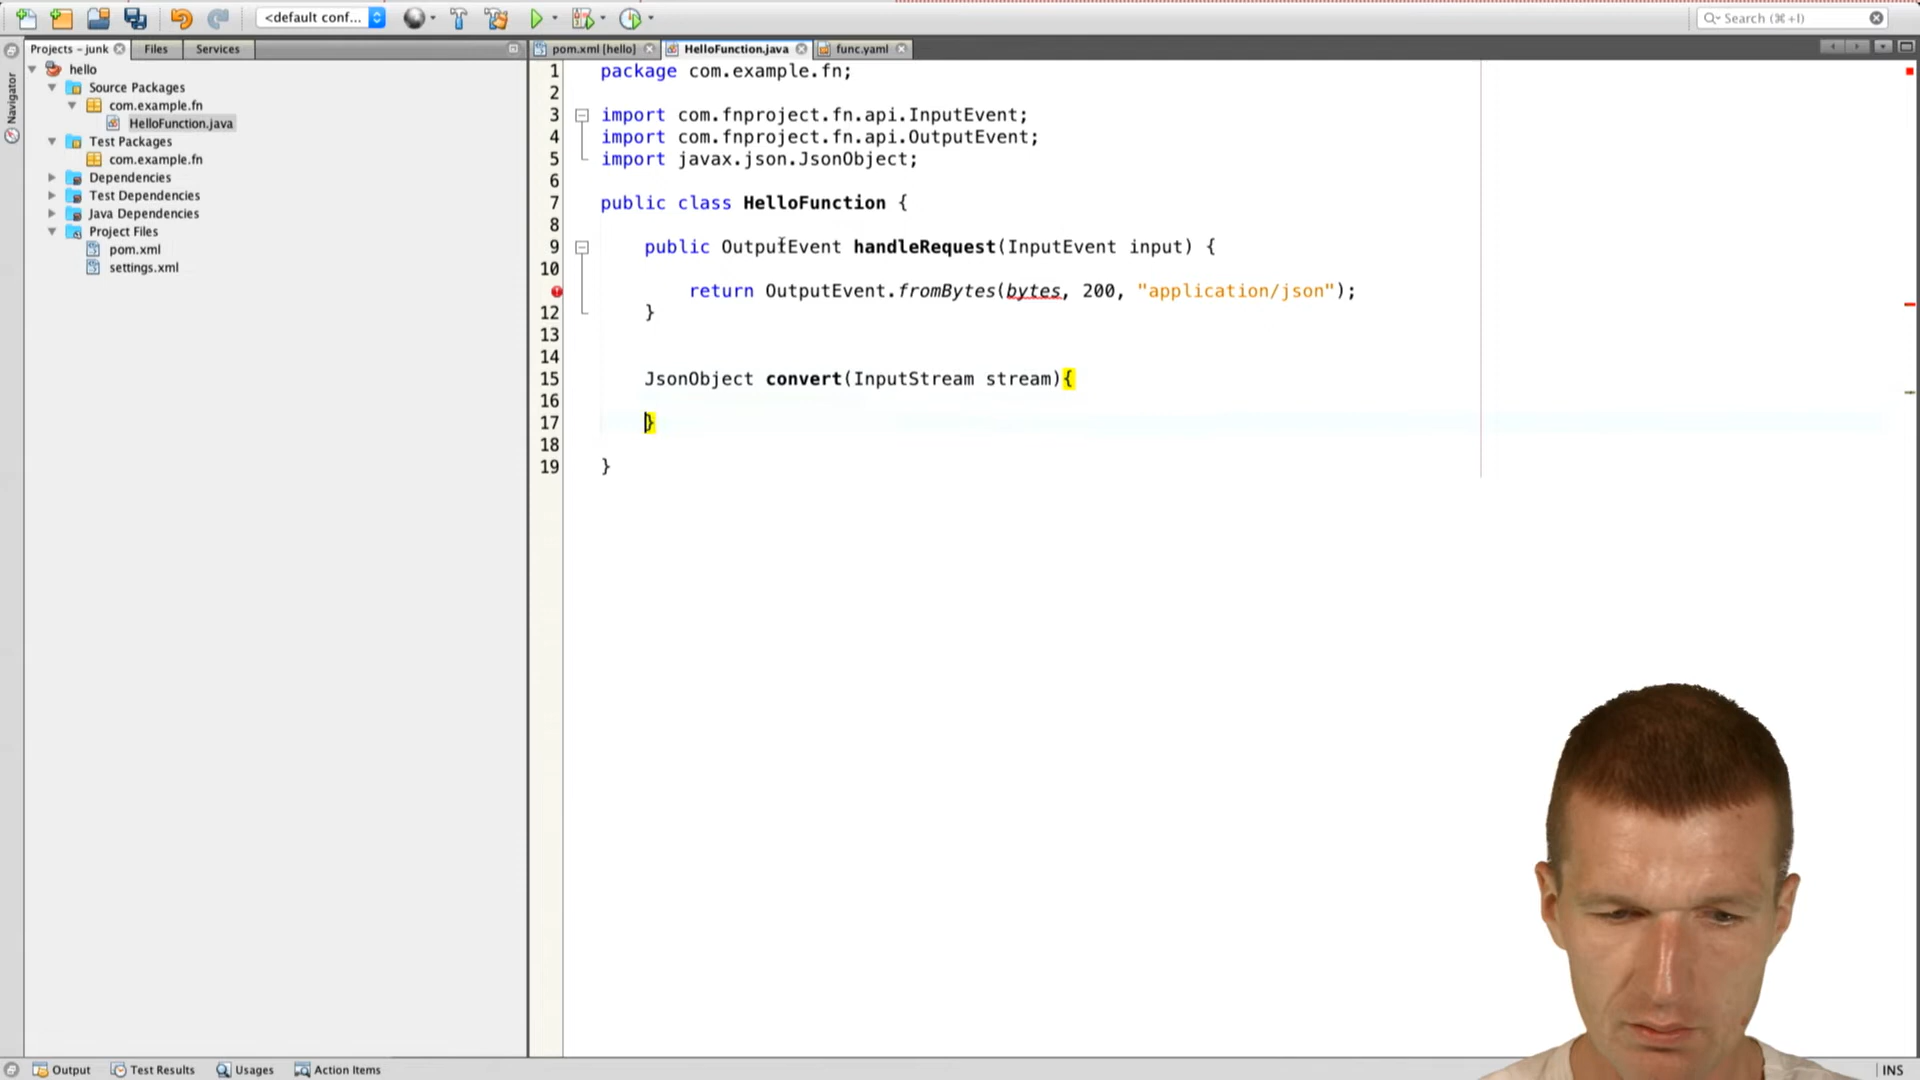 <default conf...
Search (⌘+I)
Projects – junk
Files
Services
pom.xml [hello]
HelloFunction.java
func.yaml
Navigator
hello
Source Packages
com.example.fn
HelloFunction.java
Test Packages
com.example.fn
Dependencies
Test Dependencies
Java Dependencies
Project Files
pom.xml
settings.xml
1 package com.example.fn;
2
3 import com.fnproject.fn.api.InputEvent;
4 import com.fnproject.fn.api.OutputEvent;
5 import javax.json.JsonObject;
6
7 public class HelloFunction {
8
9 public OutputEvent handleRequest(InputEvent input) {
10
return OutputEvent.fromBytes(bytes, 200, "application/json");
12 }
13
14
15 JsonObject convert(InputStream stream){
16
17 }
18
19 }
Output
Test Results
Usages
Action Items
INS